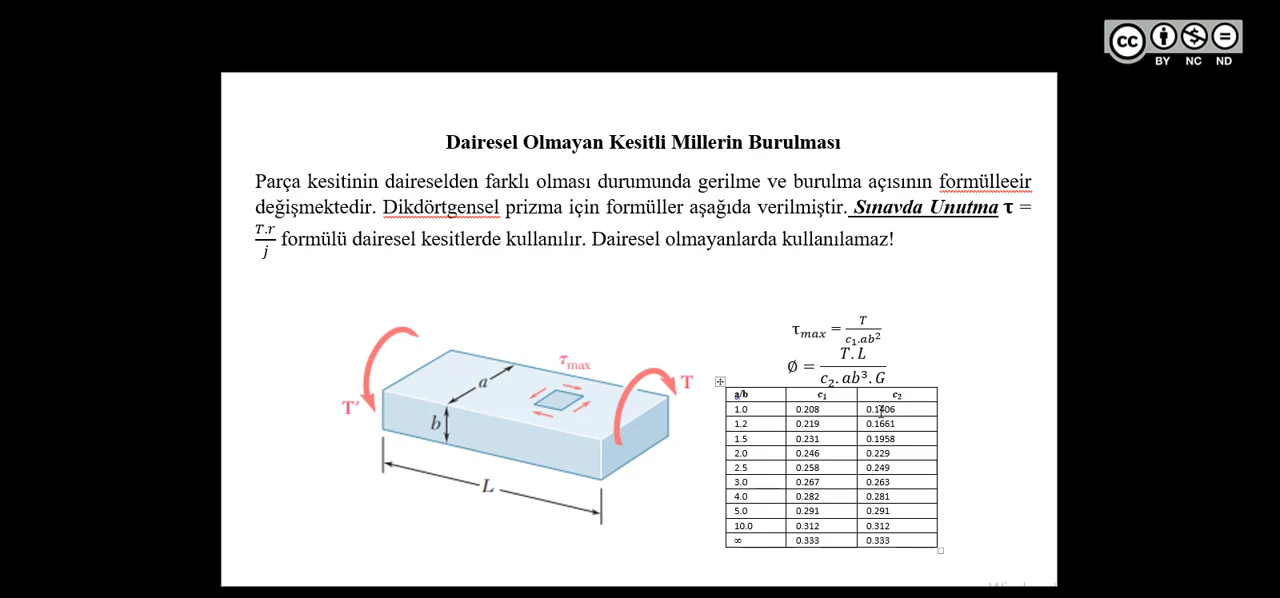 cc
BY NC ND
Dairesel Olmayan Kesitli Millerin Burulması
Parça kesitinin daireselden farklı olması durumunda gerilme ve burulma açısının formülleeir
değişmektedir. Dikdörtgensel prizma için formüller aşağıda verilmiştir. Sınavda Unutma τ =
T.r/j formülü dairesel kesitlerde kullanılır. Dairesel olmayanlarda kullanılamaz!
τmax = T/c₁.ab²
Ø = T.L/c₂.ab³.G
T'
a
b
τmax
T
L
a/b c₁ c₂
1.0 0.208 0.1406
1.2 0.219 0.1661
1.5 0.231 0.1958
2.0 0.246 0.229
2.5 0.258 0.249
3.0 0.267 0.263
4.0 0.282 0.281
5.0 0.291 0.291
10.0 0.312 0.312
∞ 0.333 0.333